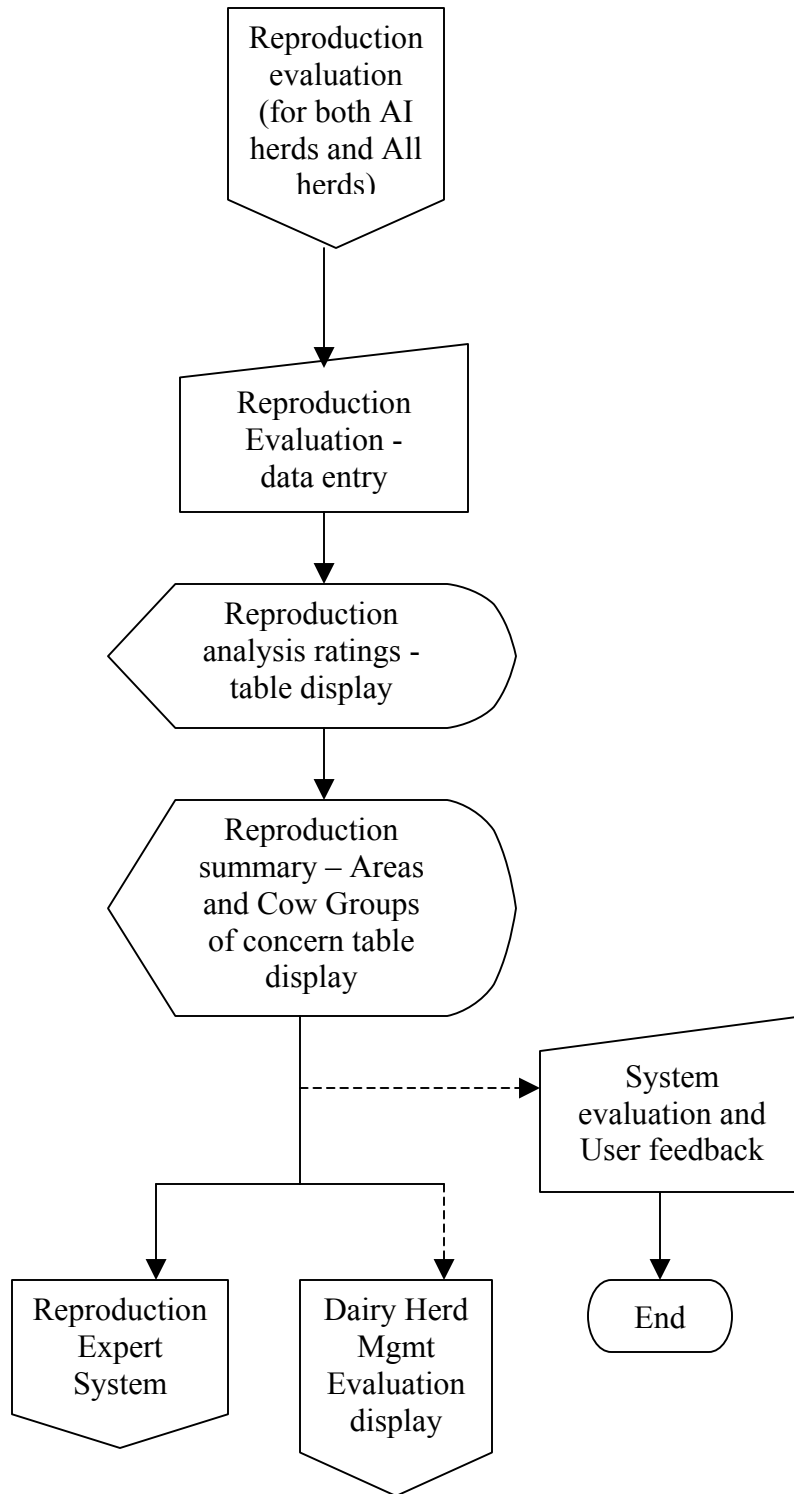 Reproduction
evaluation
(for both AI
herds and All
herds)
Reproduction
Evaluation -
data entry
Reproduction
analysis ratings -
table display
Reproduction
summary – Areas
and Cow Groups
of concern table
display
System
evaluation and
User feedback
Reproduction
Expert
System
Dairy Herd
Mgmt
Evaluation
display
End